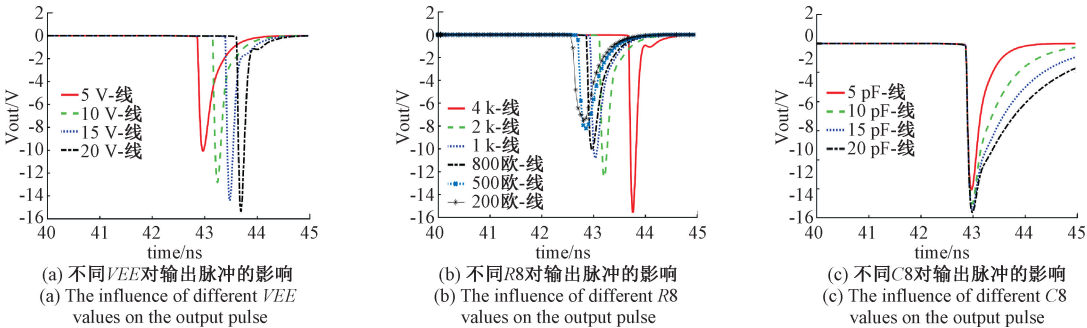 2
0
-2
-4
-6
-8
-10
-12
-14
-16
Vout/V
5 V-线
10 V-线
15 V-线
20 V-线
40 41 42 43 44 45
time/ns
(a) 不同VEE对输出脉冲的影响
(a) The influence of different VEE
values on the output pulse
2
0
-2
-4
-6
-8
-10
-12
-14
-16
Vout/V
4 k-线
2 k-线
1 k-线
800欧-线
500欧-线
200欧-线
40 41 42 43 44 45
time/ns
(b) 不同R8对输出脉冲的影响
(b) The influence of different R8
values on the output pulse
2
0
-2
-4
-6
-8
-10
-12
-14
-16
Vout/V
5 pF-线
10 pF-线
15 pF-线
20 pF-线
40 41 42 43 44 45
time/ns
(c) 不同C8对输出脉冲的影响
(c) The influence of different C8
values on the output pulse